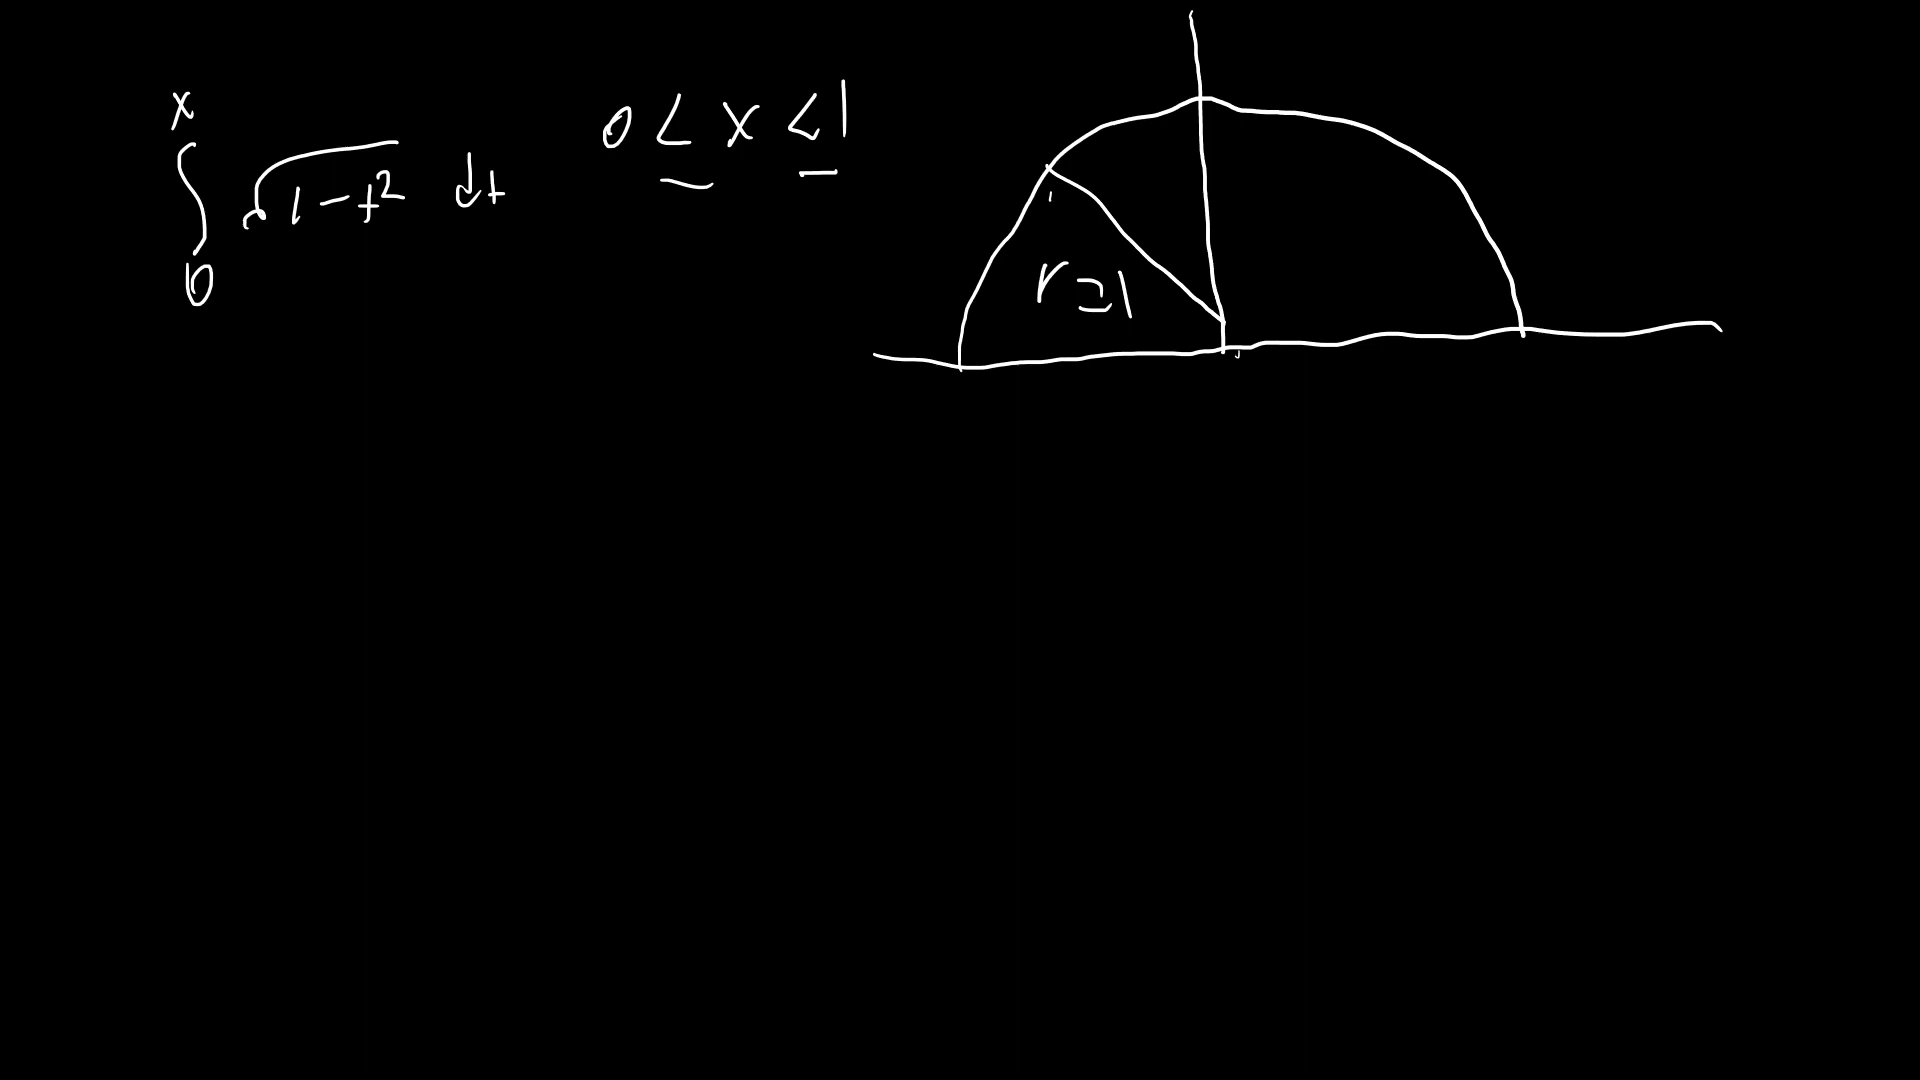 ∫₀ˣ √(1-t²) dt 0 ≤ x ≤ 1
r=1